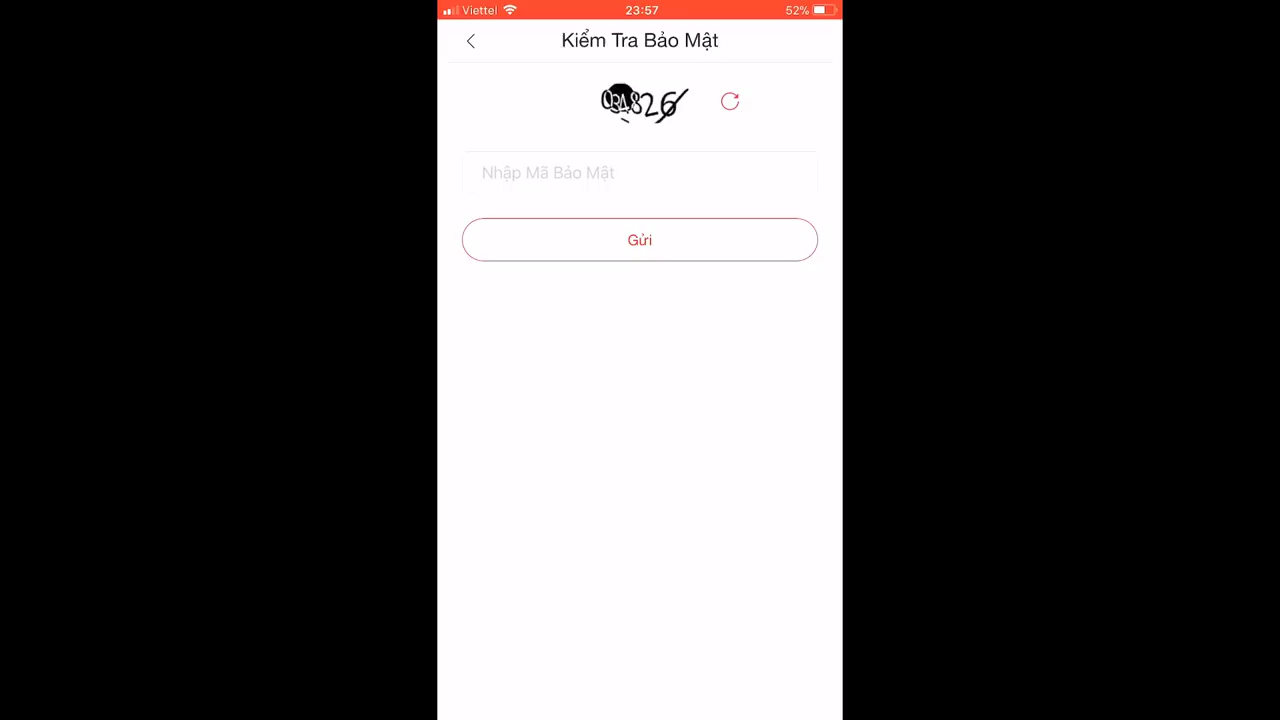 Viettel 23:57 52%
Kiểm Tra Bảo Mật
Nhập Mã Bảo Mật
Gửi